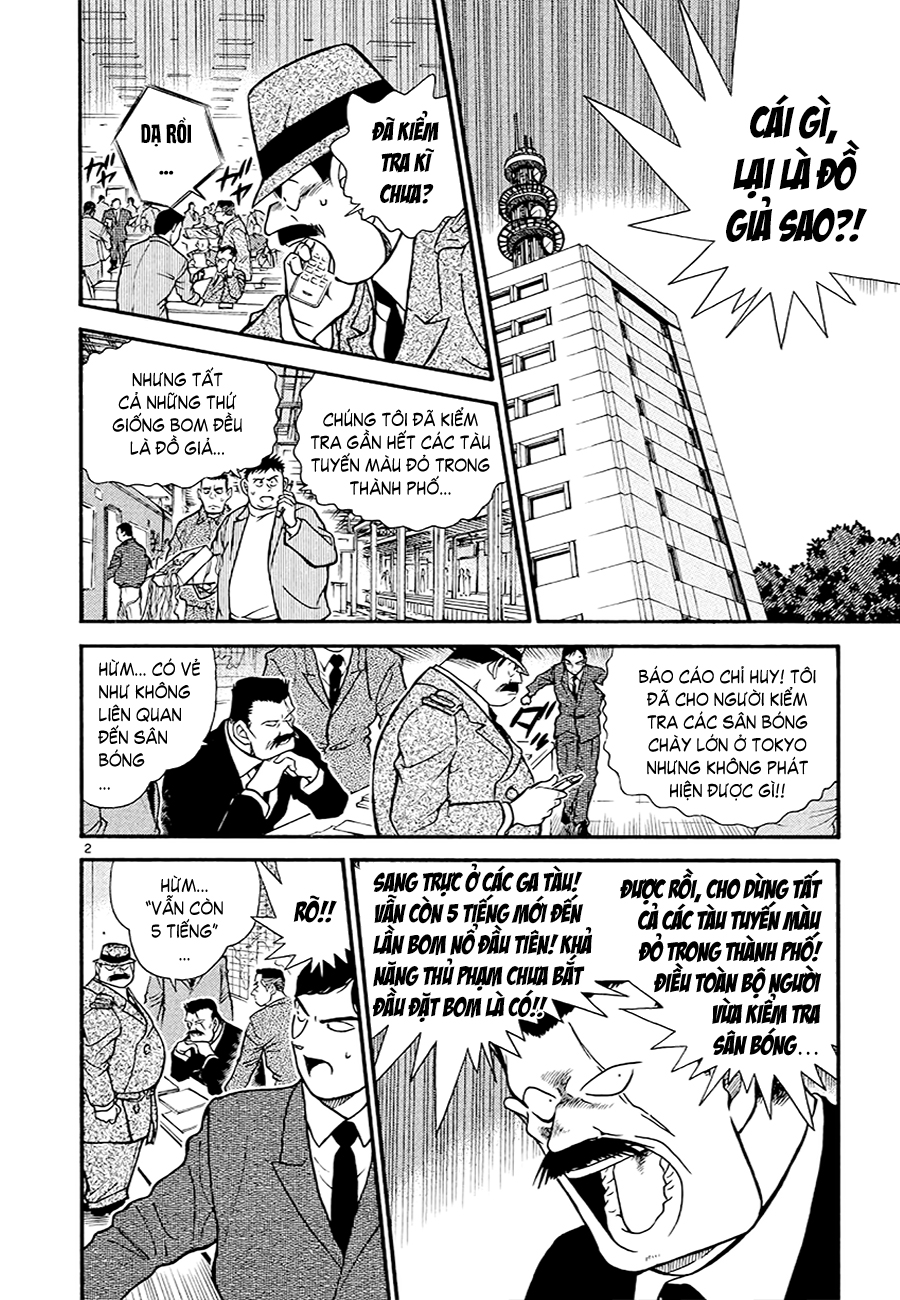 CÁI GÌ,
LẠI LÀ ĐỒ
GIẢ SAO?!
ĐÃ KIỂM
TRA KĨ
CHƯA?
DẠ RỒI
...
CHÚNG TÔI ĐÃ KIỂM
TRA GẦN HẾT CÁC TÀU
TUYẾN MÀU ĐỎ TRONG
THÀNH PHỐ...
NHƯNG TẤT
CẢ NHỮNG THỨ
GIỐNG BOM ĐỀU
LÀ ĐỒ GIẢ...
BÁO CÁO CHỈ HUY! TÔI
ĐÃ CHO NGƯỜI KIỂM
TRA CÁC SÂN BÓNG
CHÀY LỚN Ở TOKYO
NHƯNG KHÔNG PHÁT
HIỆN ĐƯỢC GÌ!!
HỪM... CÓ VẺ
NHƯ KHÔNG
LIÊN QUAN
ĐẾN SÂN
BÓNG
...
2
ĐƯỢC RỒI, CHO DỪNG TẤT
CẢ CÁC TÀU TUYẾN MÀU
ĐỎ TRONG THÀNH PHỐ!
ĐIỀU TOÀN BỘ NGƯỜI
VỪA KIỂM TRA
SÂN BÓNG...
SANG TRỰC Ở CÁC GA TÀU!
VẪN CÒN 5 TIẾNG MỚI ĐẾN
LẦN BOM NỔ ĐẦU TIÊN! KHẢ
NĂNG THỦ PHẠM CHƯA BẮT
ĐẦU ĐẶT BOM LÀ CÓ!!
RÕ!!
HỪM...
"VẪN CÒN
5 TIẾNG"
...